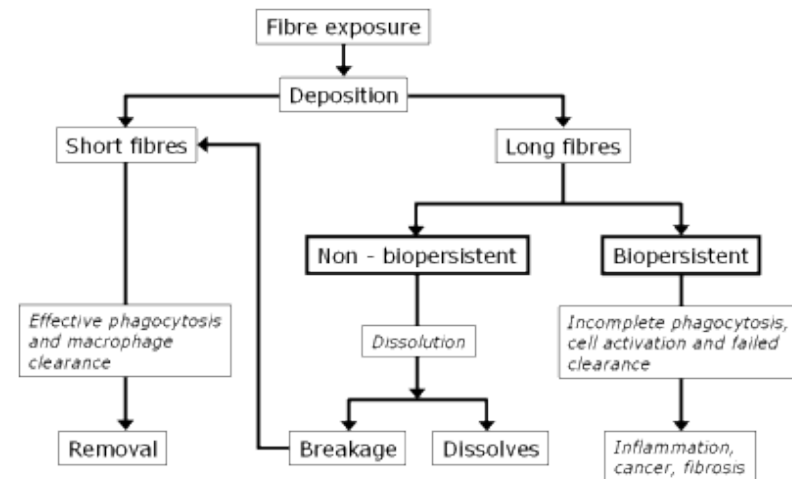 Fibre exposure
Deposition
Short fibres
Long fibres
Non - biopersistent
Biopersistent
Effective phagocytosis
and macrophage
clearance
Dissolution
Incomplete phagocytosis,
cell activation and failed
clearance
Removal
Breakage
Dissolves
Inflammation,
cancer, fibrosis